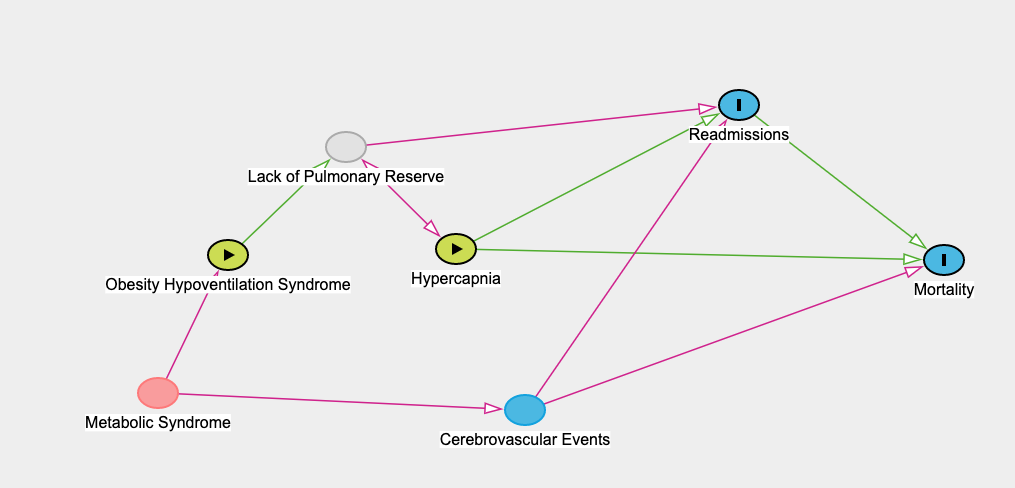 Readmissions
Lack of Pulmonary Reserve
Obesity Hypoventilation Syndrome
Hypercapnia
Mortality
Metabolic Syndrome
Cerebrovascular Events